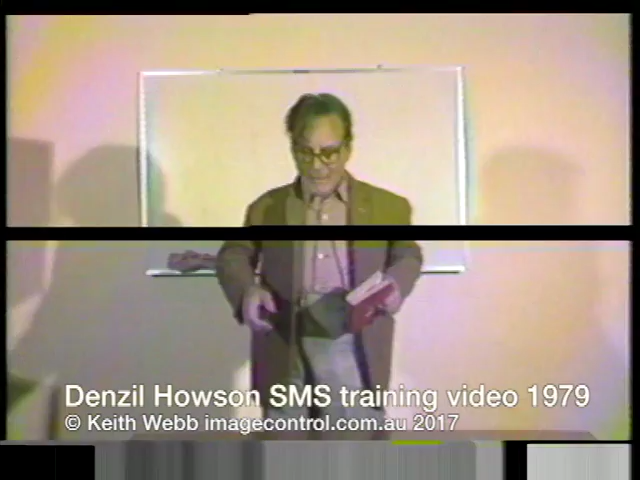 Denzil Howson SMS training video 1979
© Keith Webb imagecontrol.com.au 2017